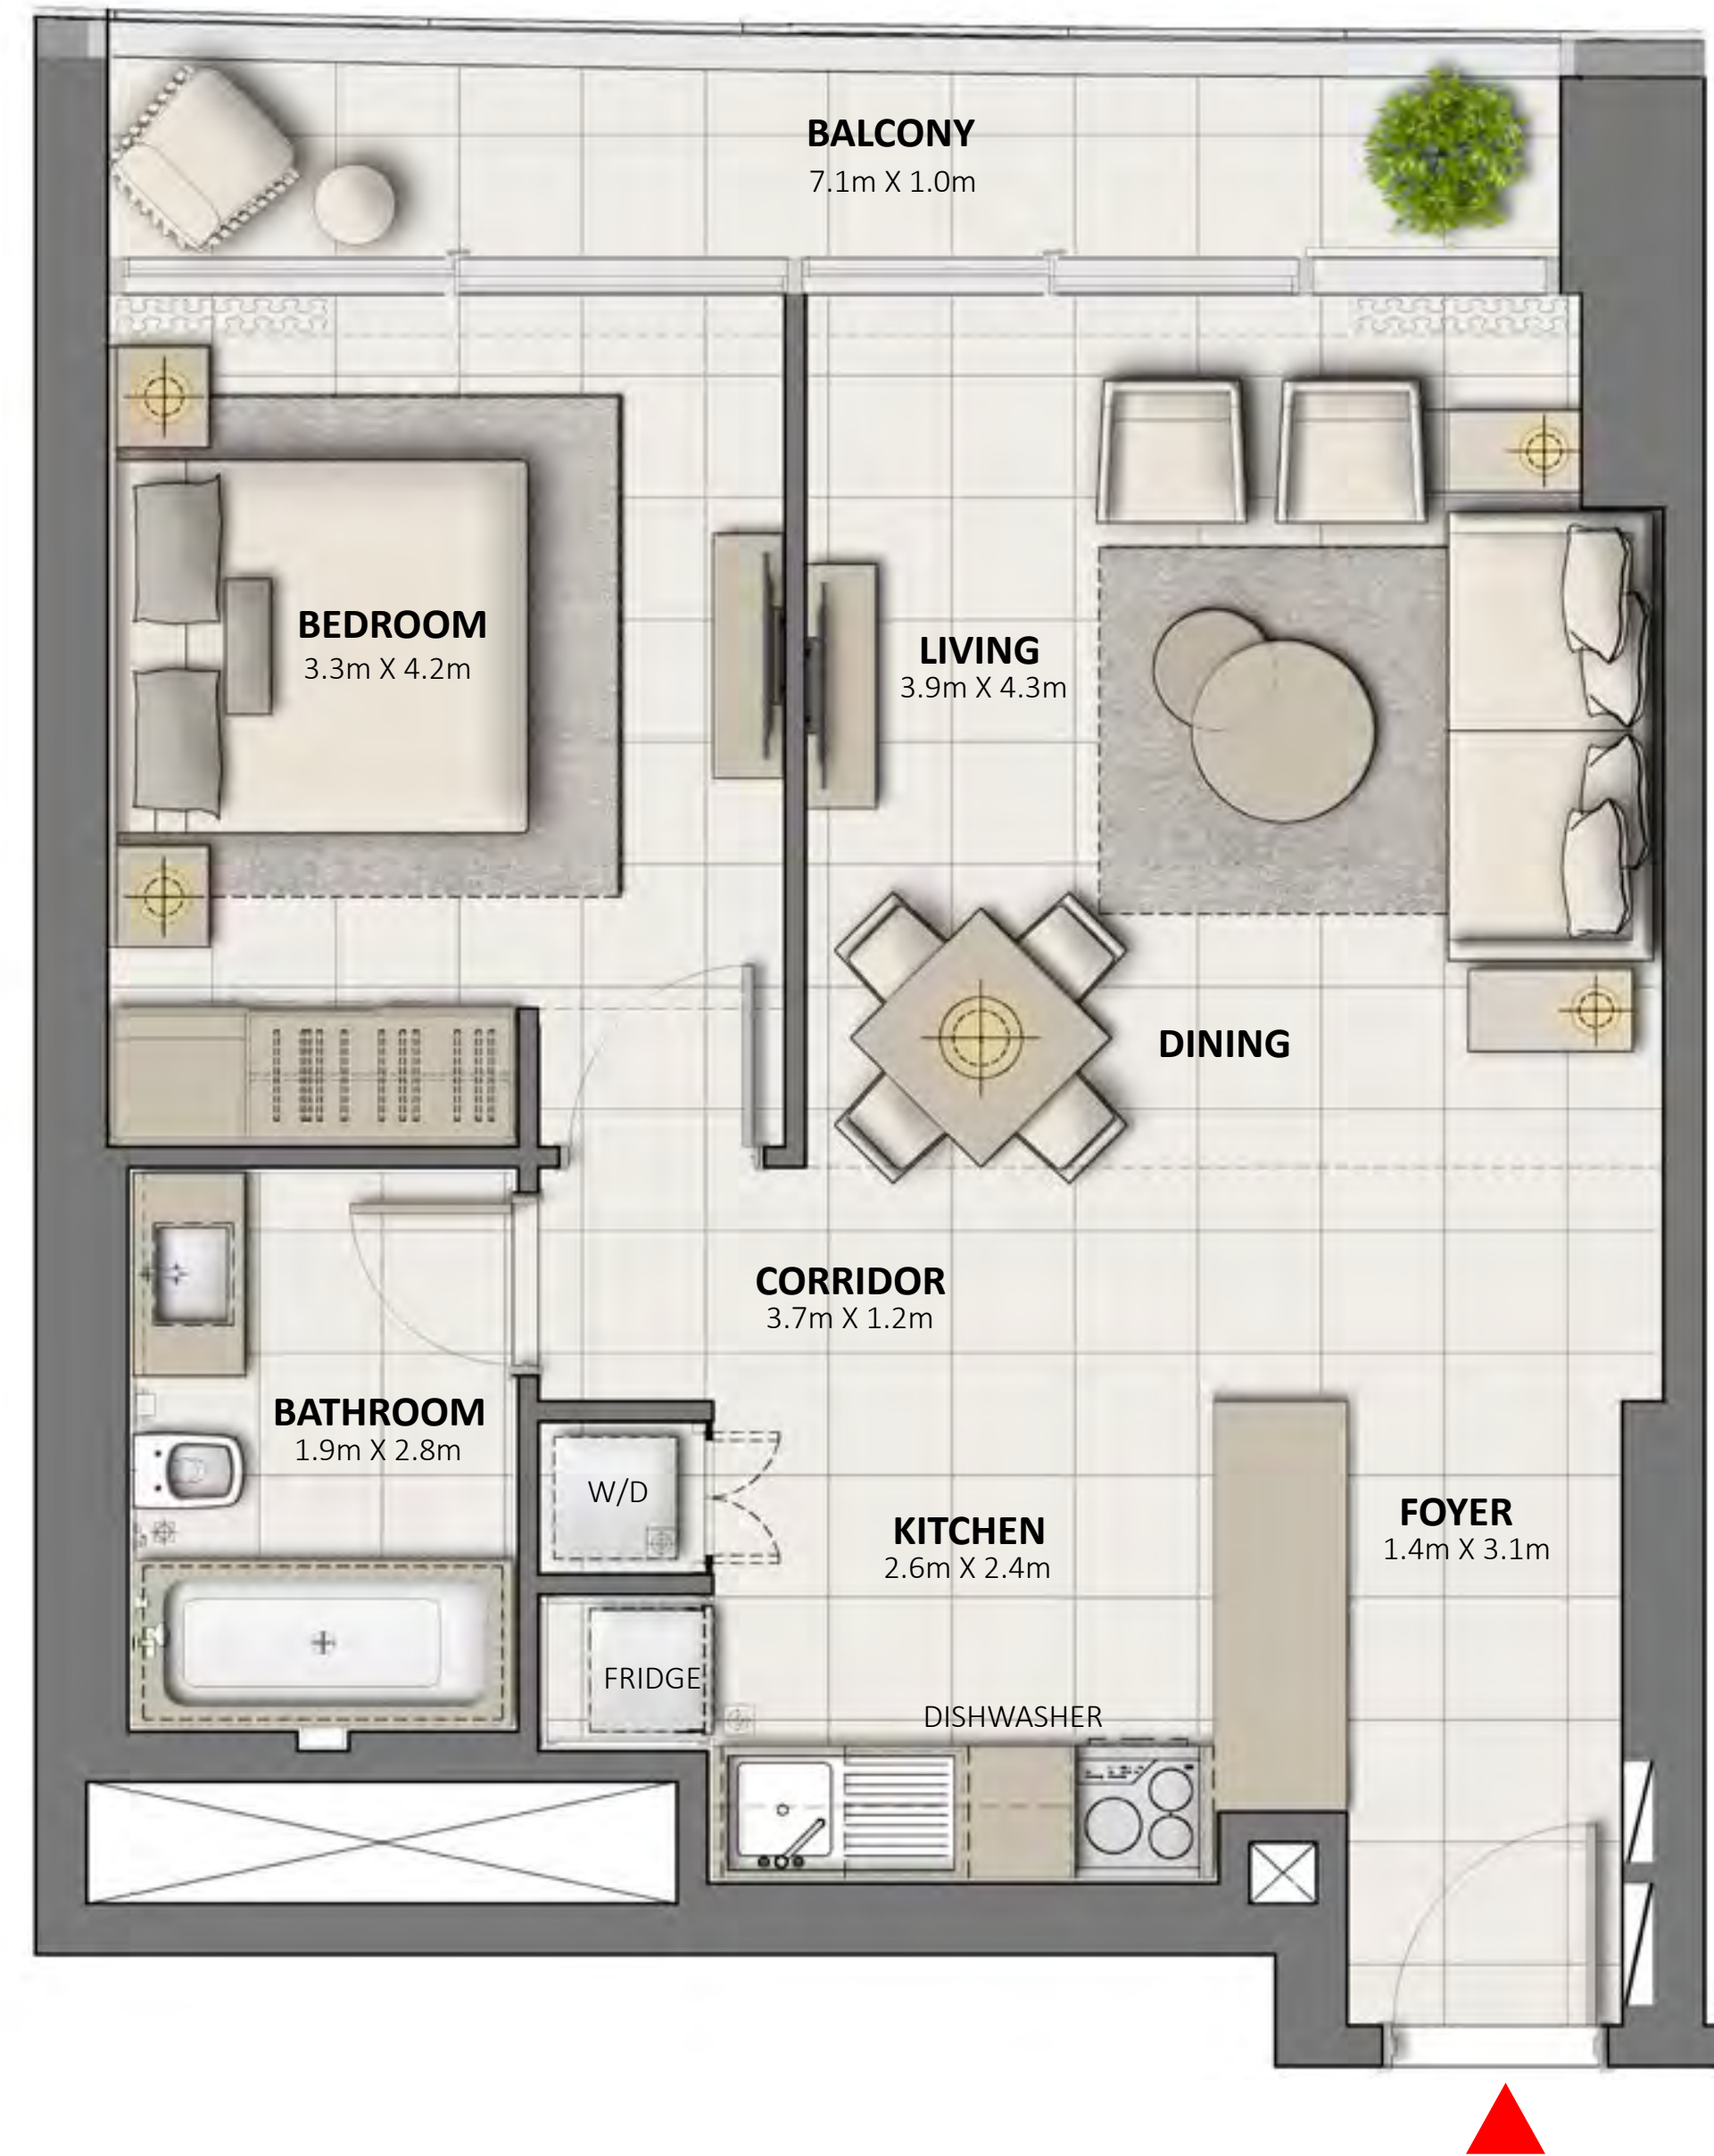 BALCONY
7.1m X 1.0m
BEDROOM
3.3m X 4.2m
LIVING
3.9m X 4.3m
DINING
CORRIDOR
3.7m X 1.2m
BATHROOM
1.9m X 2.8m
W/D
KITCHEN
2.6m X 2.4m
FOYER
1.4m X 3.1m
FRIDGE
DISHWASHER